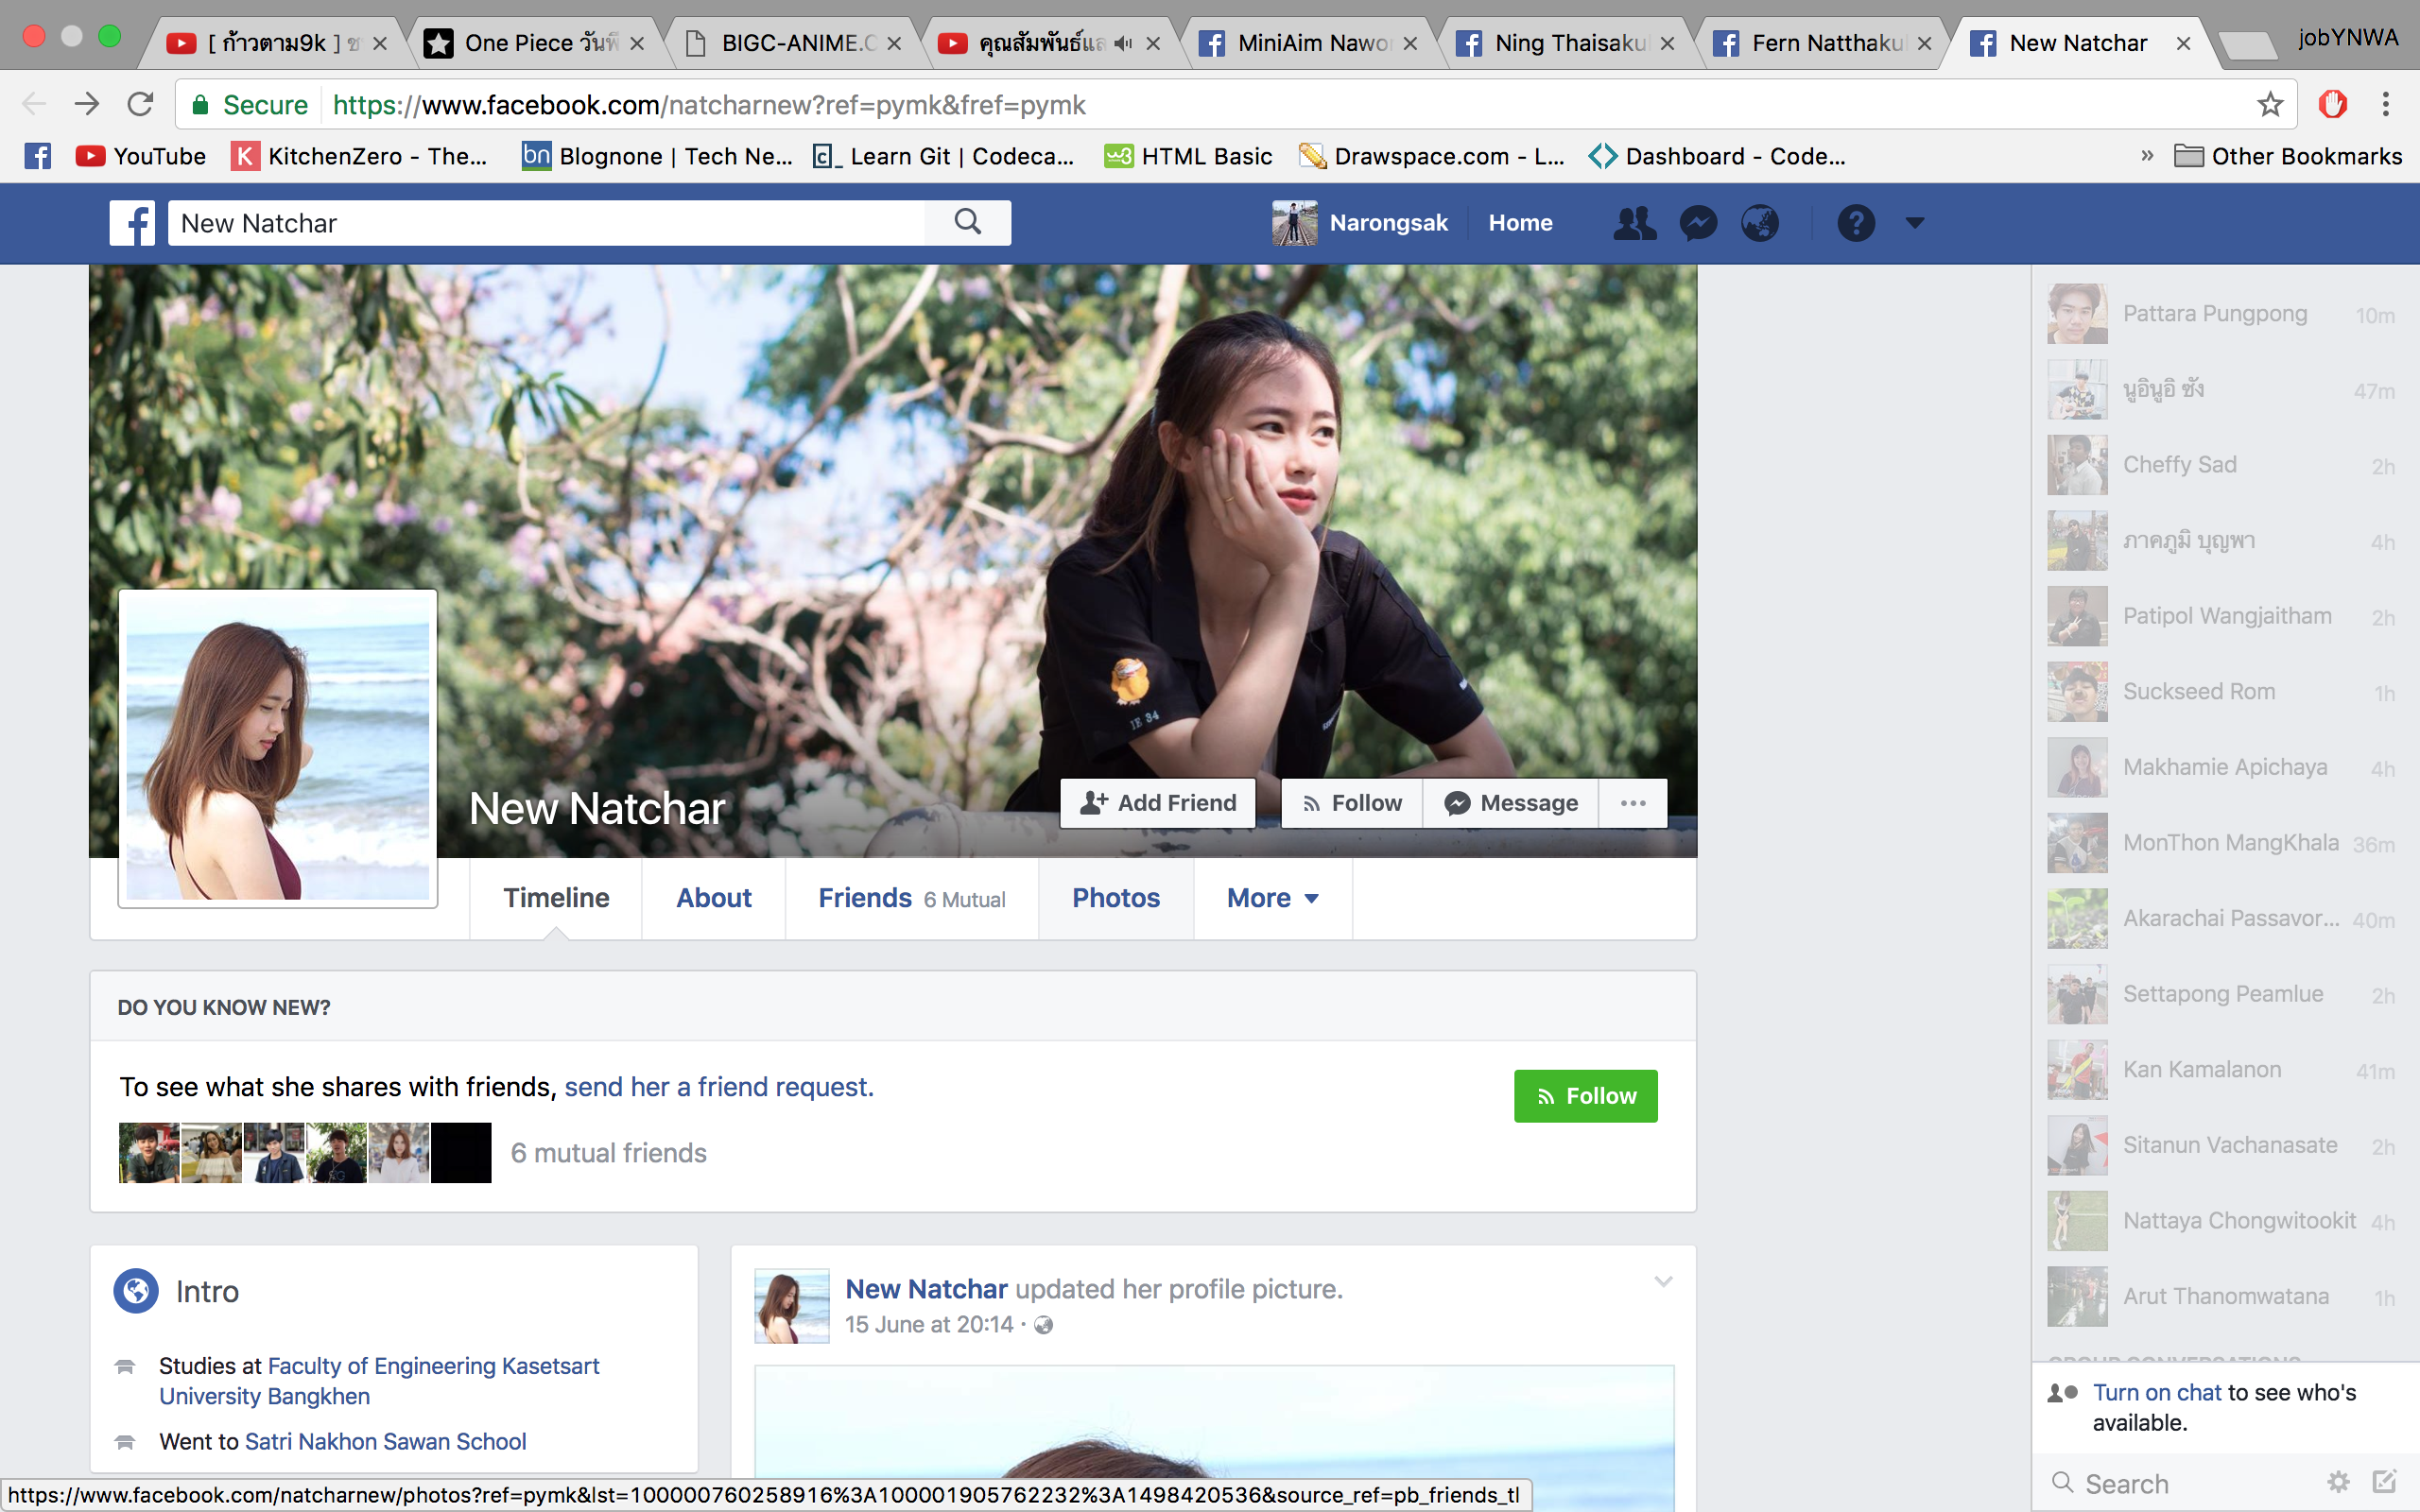 [ ก้าวตาม9k ] ช
One Piece วันพี
BIGC-ANIME.C
คุณสัมพันธ์แล
MiniAim Nawor
Ning Thaisakul
Fern Natthakul
New Natchar
jobYNWA
Secure https://www.facebook.com/natcharnew?ref=pymk&fref=pymk
YouTube
KitchenZero - The...
Blognone | Tech Ne...
Learn Git | Codeca...
HTML Basic
Drawspace.com - L...
Dashboard - Code...
» Other Bookmarks
New Natchar
Narongsak
Home
IE 34
New Natchar
Add Friend
Follow
Message
Timeline
About
Friends 6 Mutual
Photos
More
DO YOU KNOW NEW?
To see what she shares with friends, send her a friend request.
Follow
6 mutual friends
Intro
Studies at Faculty of Engineering Kasetsart
University Bangkhen
Went to Satri Nakhon Sawan School
New Natchar updated her profile picture.
15 June at 20:14 ·
Pattara Pungpong 10m
นูอินูอิ ซัง 47m
Cheffy Sad 2h
ภาคภูมิ บุญพา 4h
Patipol Wangjaitham 2h
Suckseed Rom 1h
Makhamie Apichaya 4h
MonThon MangKhala 36m
Akarachai Passavor... 40m
Settapong Peamlue 2h
Kan Kamalanon 41m
Sitanun Vachanasate 2h
Nattaya Chongwitookit 4h
Arut Thanomwatana 1h
GROUP CONVERSATIONS
Turn on chat to see who's
available.
Search
https://www.facebook.com/natcharnew/photos?ref=pymk&lst=100000760258916%3A100001905762232%3A1498420536&source_ref=pb_friends_tl